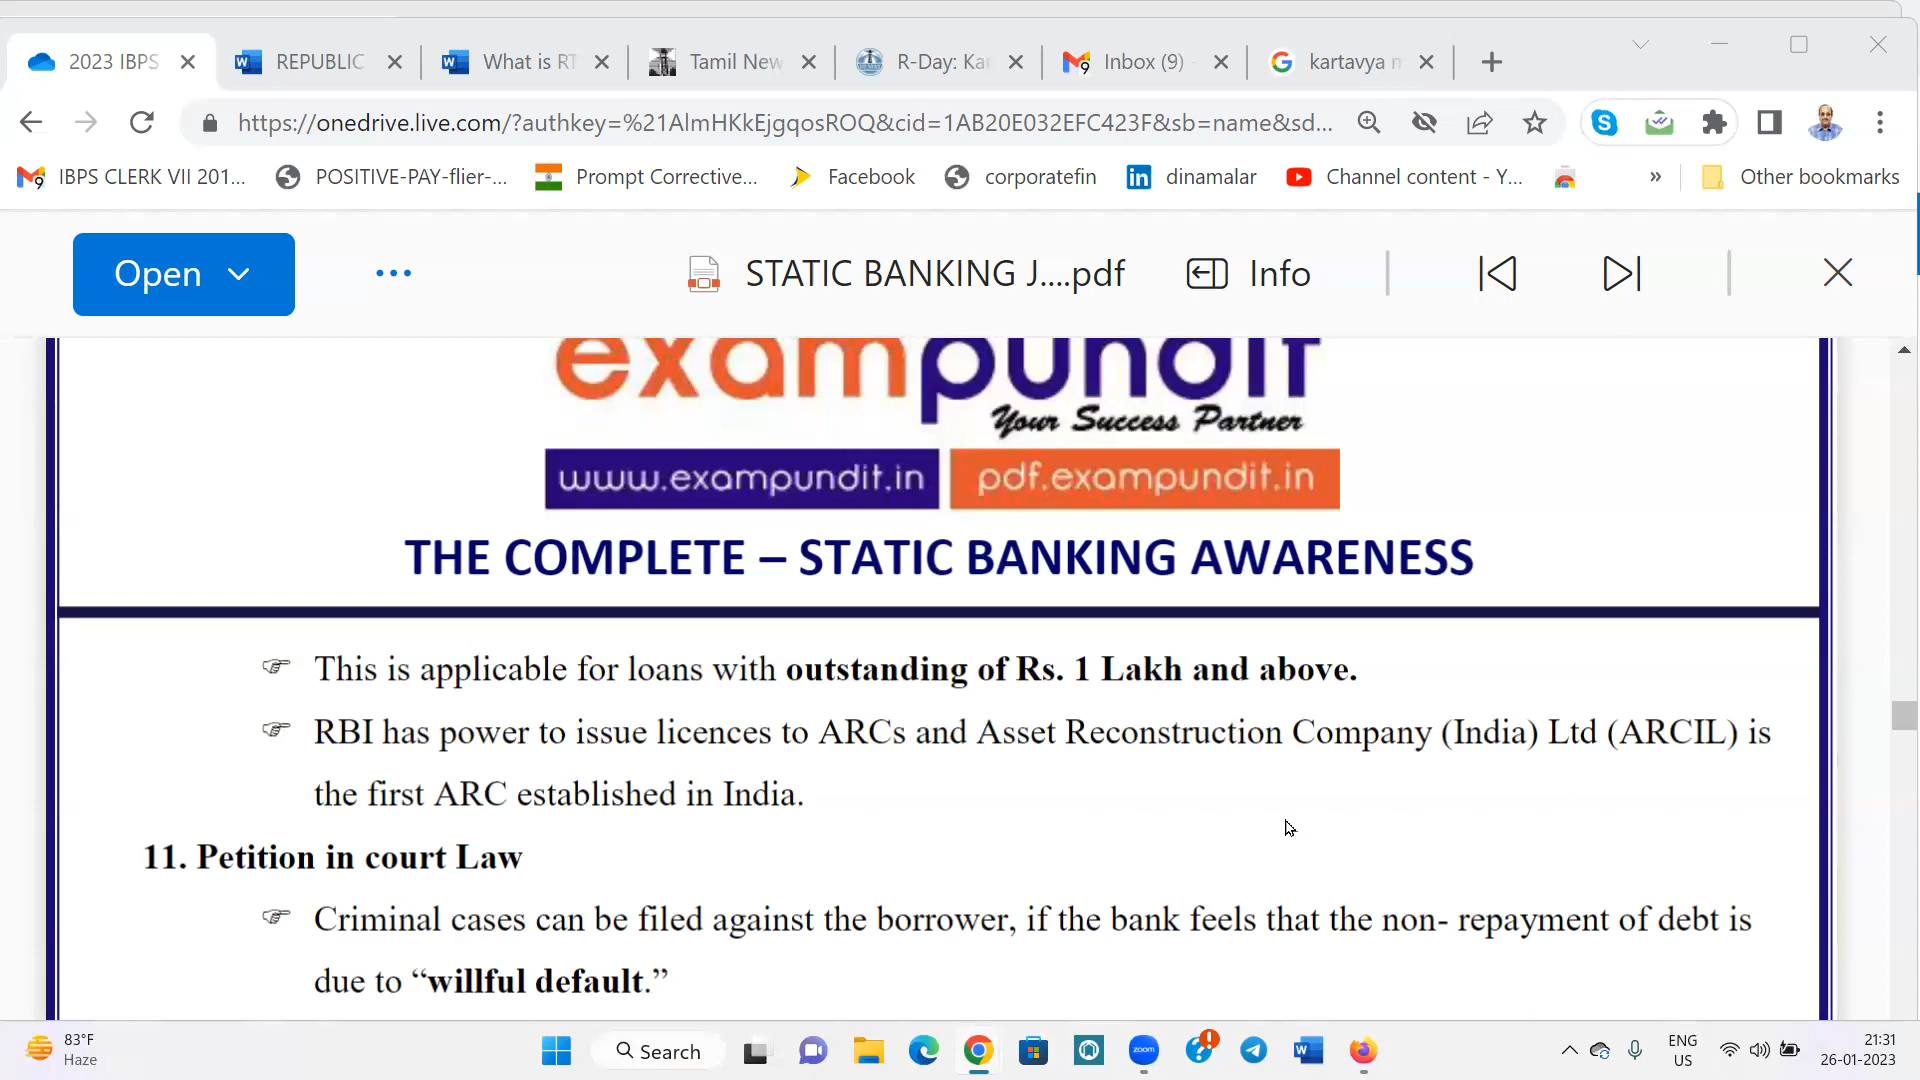 2023 IBPS
REPUBLIC
What is RT
Tamil New
R-Day: Ka
Inbox (9)
kartavya
https://onedrive.live.com/?authkey=%21AlmHKkEjgqosROQ&cid=1AB20E032EFC423F&sb=name&sd...
IBPS CLERK VII 201...
POSITIVE-PAY-flier-...
Prompt Corrective...
Facebook
corporatefin
dinamalar
Channel content - Y...
»
Other bookmarks
Open
STATIC BANKING J....pdf
Info
exampundit
Your Success Partner
www.exampundit.in
pdf.exampundit.in
THE COMPLETE – STATIC BANKING AWARENESS
This is applicable for loans with outstanding of Rs. 1 Lakh and above.
RBI has power to issue licences to ARCs and Asset Reconstruction Company (India) Ltd (ARCIL) is
the first ARC established in India.
11. Petition in court Law
Criminal cases can be filed against the borrower, if the bank feels that the non- repayment of debt is
due to “willful default.”
83°F
Haze
Search
zoom
ENG
US
21:31
26-01-2023